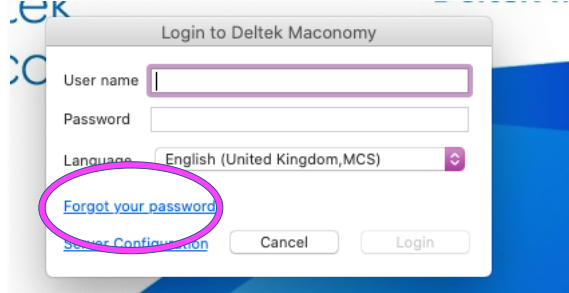 Login to Deltek Maconomy
User name
Password
Language English (United Kingdom,MCS)
Forgot your password
Server Configuration Cancel Login